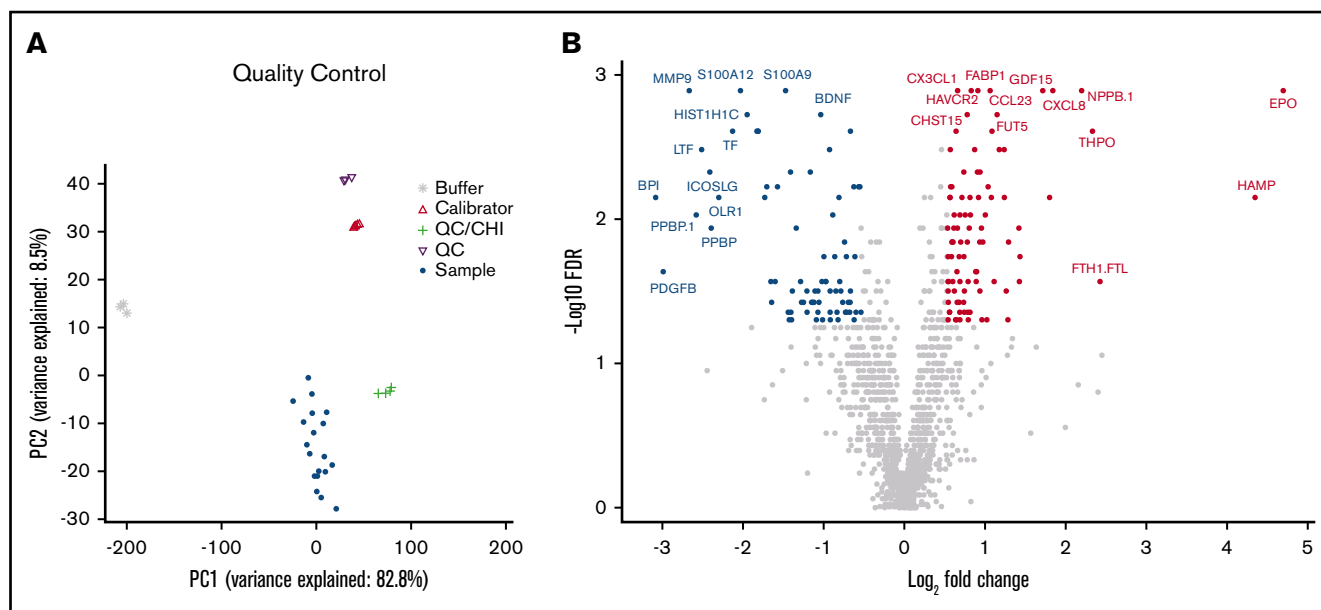 A
Quality Control
PC2 (variance explained: 8.5%)
40
30
20
10
0
-10
-20
-30
-200
-100
0
100
200
PC1 (variance explained: 82.8%)
Buffer
Calibrator
QC/CHI
QC
Sample
B
-Log10 FDR
3
2
1
0
MMP9
S100A12
S100A9
BDNF
HIST1H1C
TF
LTF
BPI
ICOSLG
OLR1
PPBP.1
PPBP
PDGFB
CX3CL1
FABP1
GDF15
HAVCR2
CCL23
CXCL8
NPPB.1
EPO
CHST15
FUT5
THPO
HAMP
FTH1.FTL
-3
-2
-1
0
1
2
3
4
5
Log2 fold change